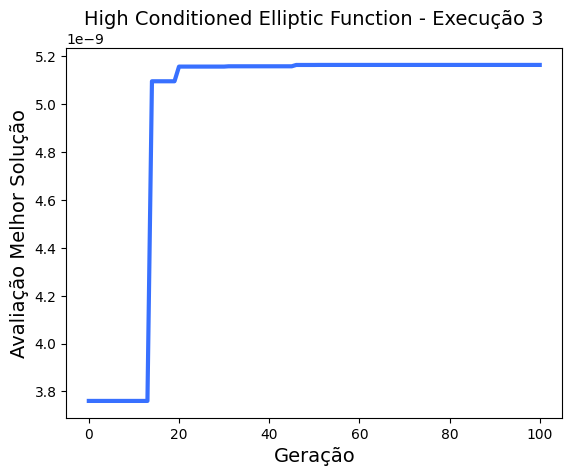 High Conditioned Elliptic Function - Execução 3
1e−9
5.2
5.0
4.8
4.6
4.4
4.2
4.0
3.8
Avaliação Melhor Solução
0 20 40 60 80 100
Geração